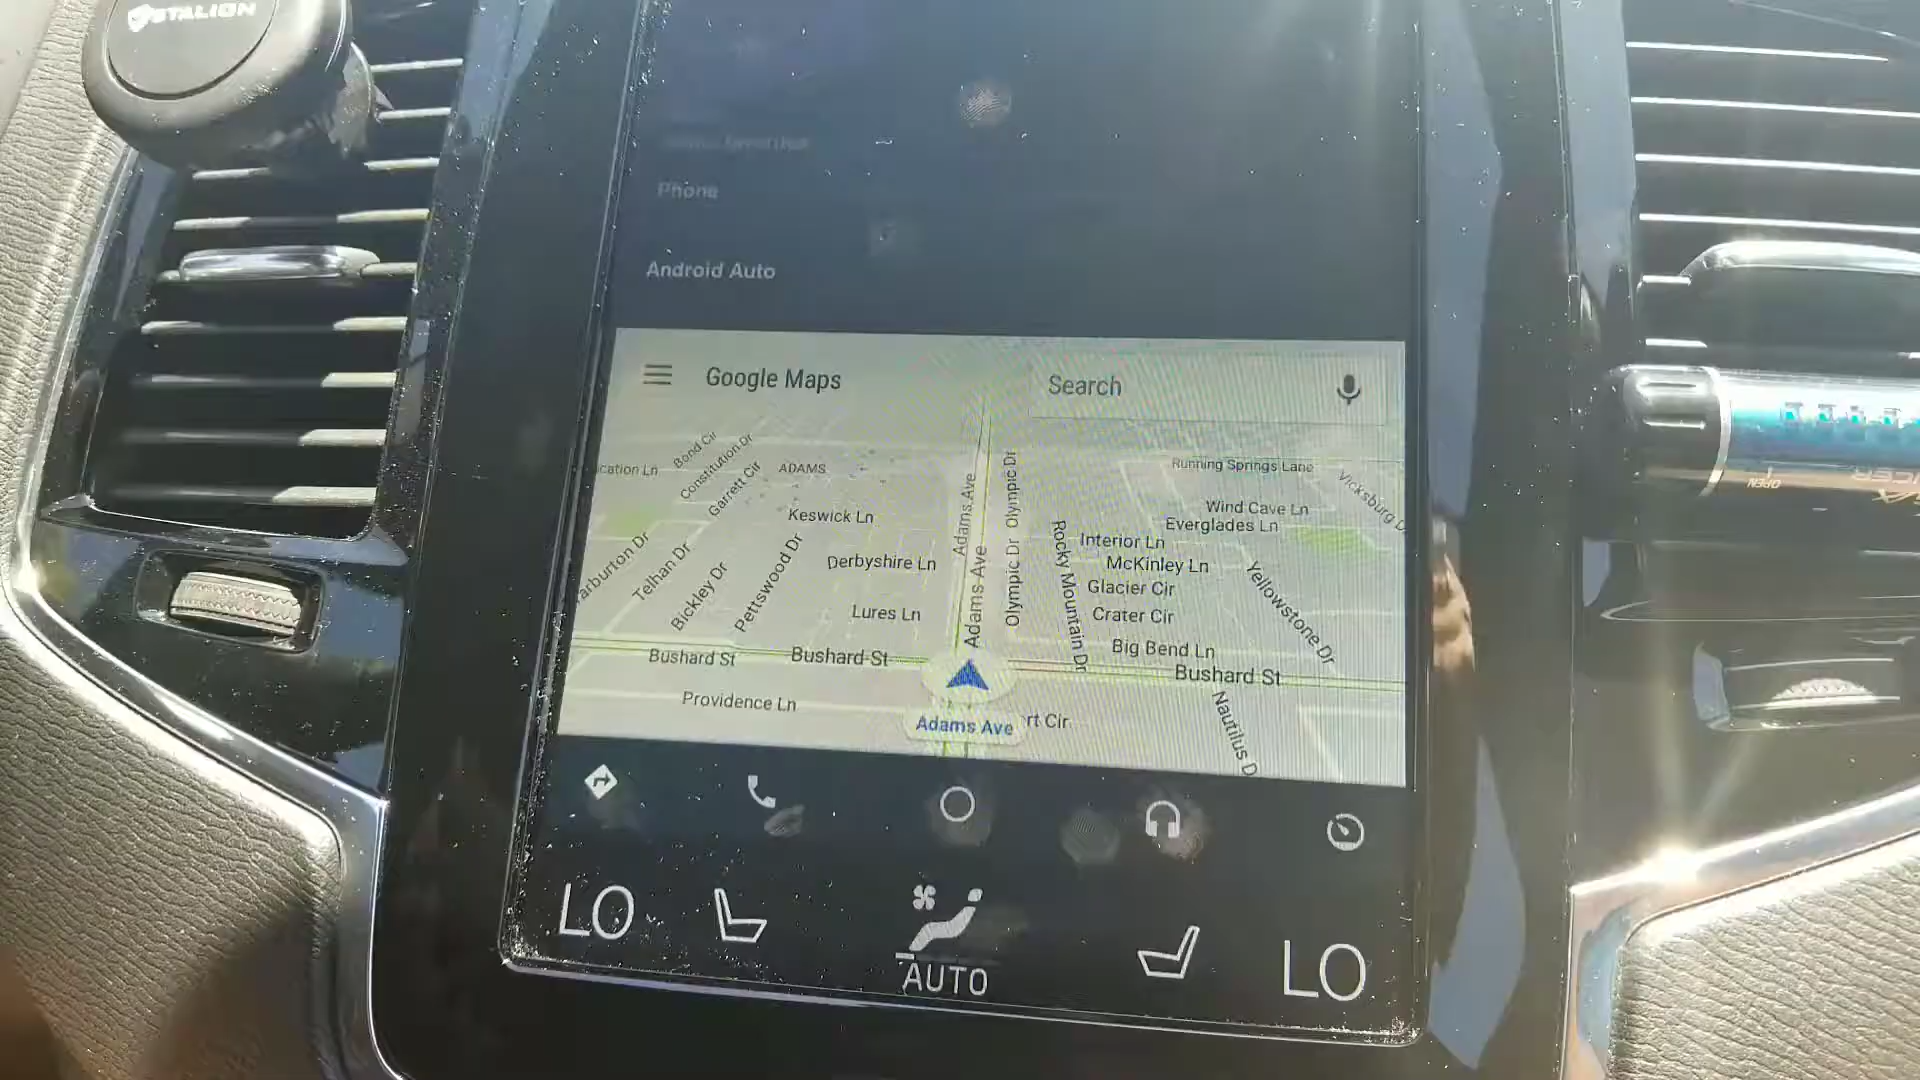 STALION
Phone
Android Auto
Google Maps
Search
ication Ln
Bond Cir
Constitution Dr
Garrett Cir
ADAMS
Keswick Ln
Derbyshire Ln
Lures Ln
arburton Dr
Telhan Dr
Bickley Dr
Pettswood Dr
Adams Ave
Adams Ave
Olympic Dr
Olympic Dr
Rocky Mountain Dr
Running Springs Lane
Vicksburg D
Wind Cave Ln
Everglades Ln
Interior Ln
McKinley Ln
Glacier Cir
Crater Cir
Big Bend Ln
Yellowstone Dr
Bushard St
Bushard St
Bushard St
Providence Ln
Adams Ave
rt Cir
Nautilus D
OPEN
LO
AUTO
LO